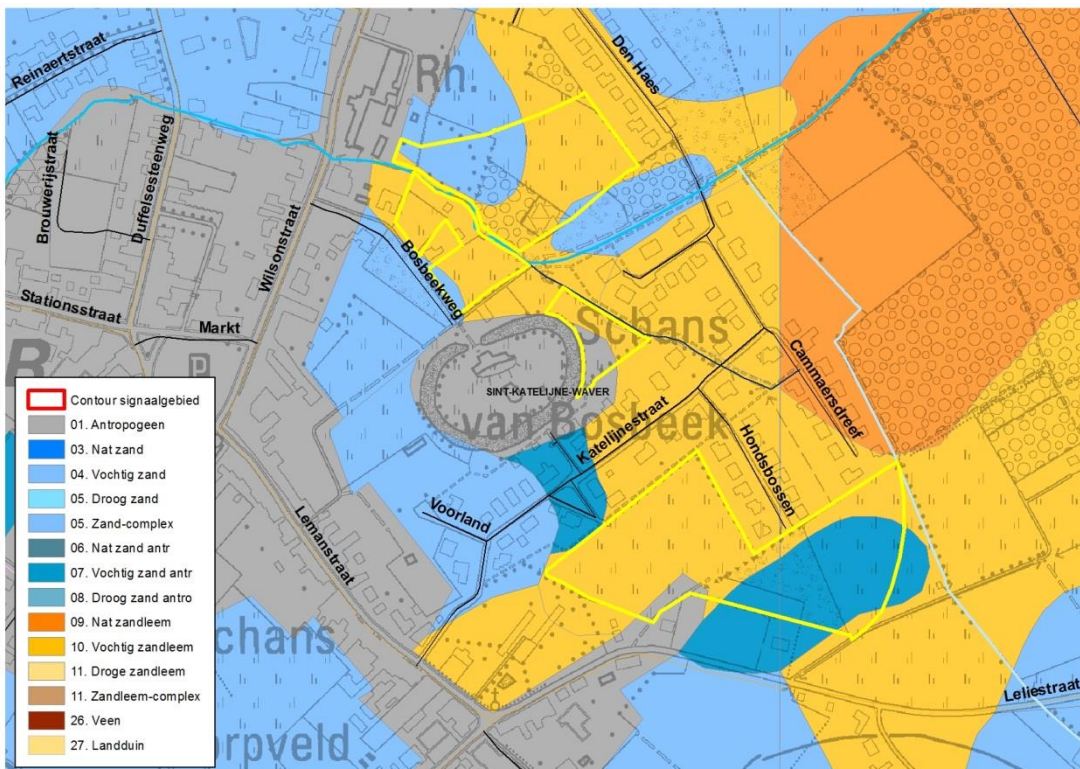 Reinaertstraat
Rh.
Den Haes
Brouwerijstraat
Duffelsesteenweg
Wilsonstraat
Bosbeekweg
Stationsstraat
Markt
P
B
Schans
van Bosbeek
SINT-KATELIJNE-WAVER
Katelijnestraat
Cammaersdreef
Hondsbossen
Voorland
Lemanstraat
Leliestraat
chans
orpveld
Contour signaalgebied
01. Antropogeen
03. Nat zand
04. Vochtig zand
05. Droog zand
05. Zand-complex
06. Nat zand antr
07. Vochtig zand antr
08. Droog zand antro
09. Nat zandleem
10. Vochtig zandleem
11. Droge zandleem
11. Zandleem-complex
26. Veen
27. Landduin